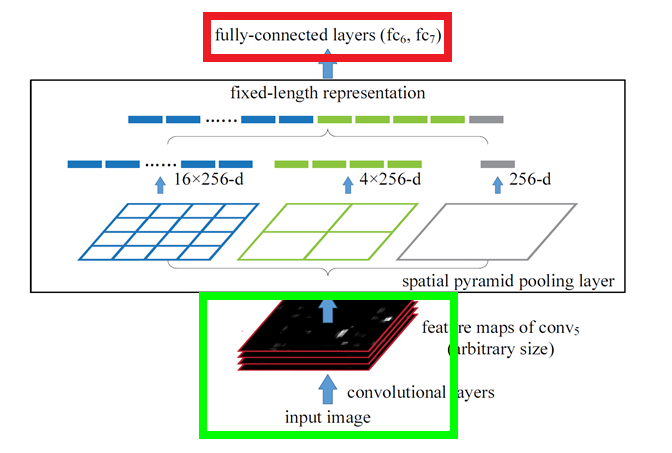 fully-connected layers (fc₆, fc₇)
fixed-length representation
......
......
16×256-d
4×256-d
256-d
spatial pyramid pooling layer
feature maps of conv₅
(arbitrary size)
convolutional layers
input image